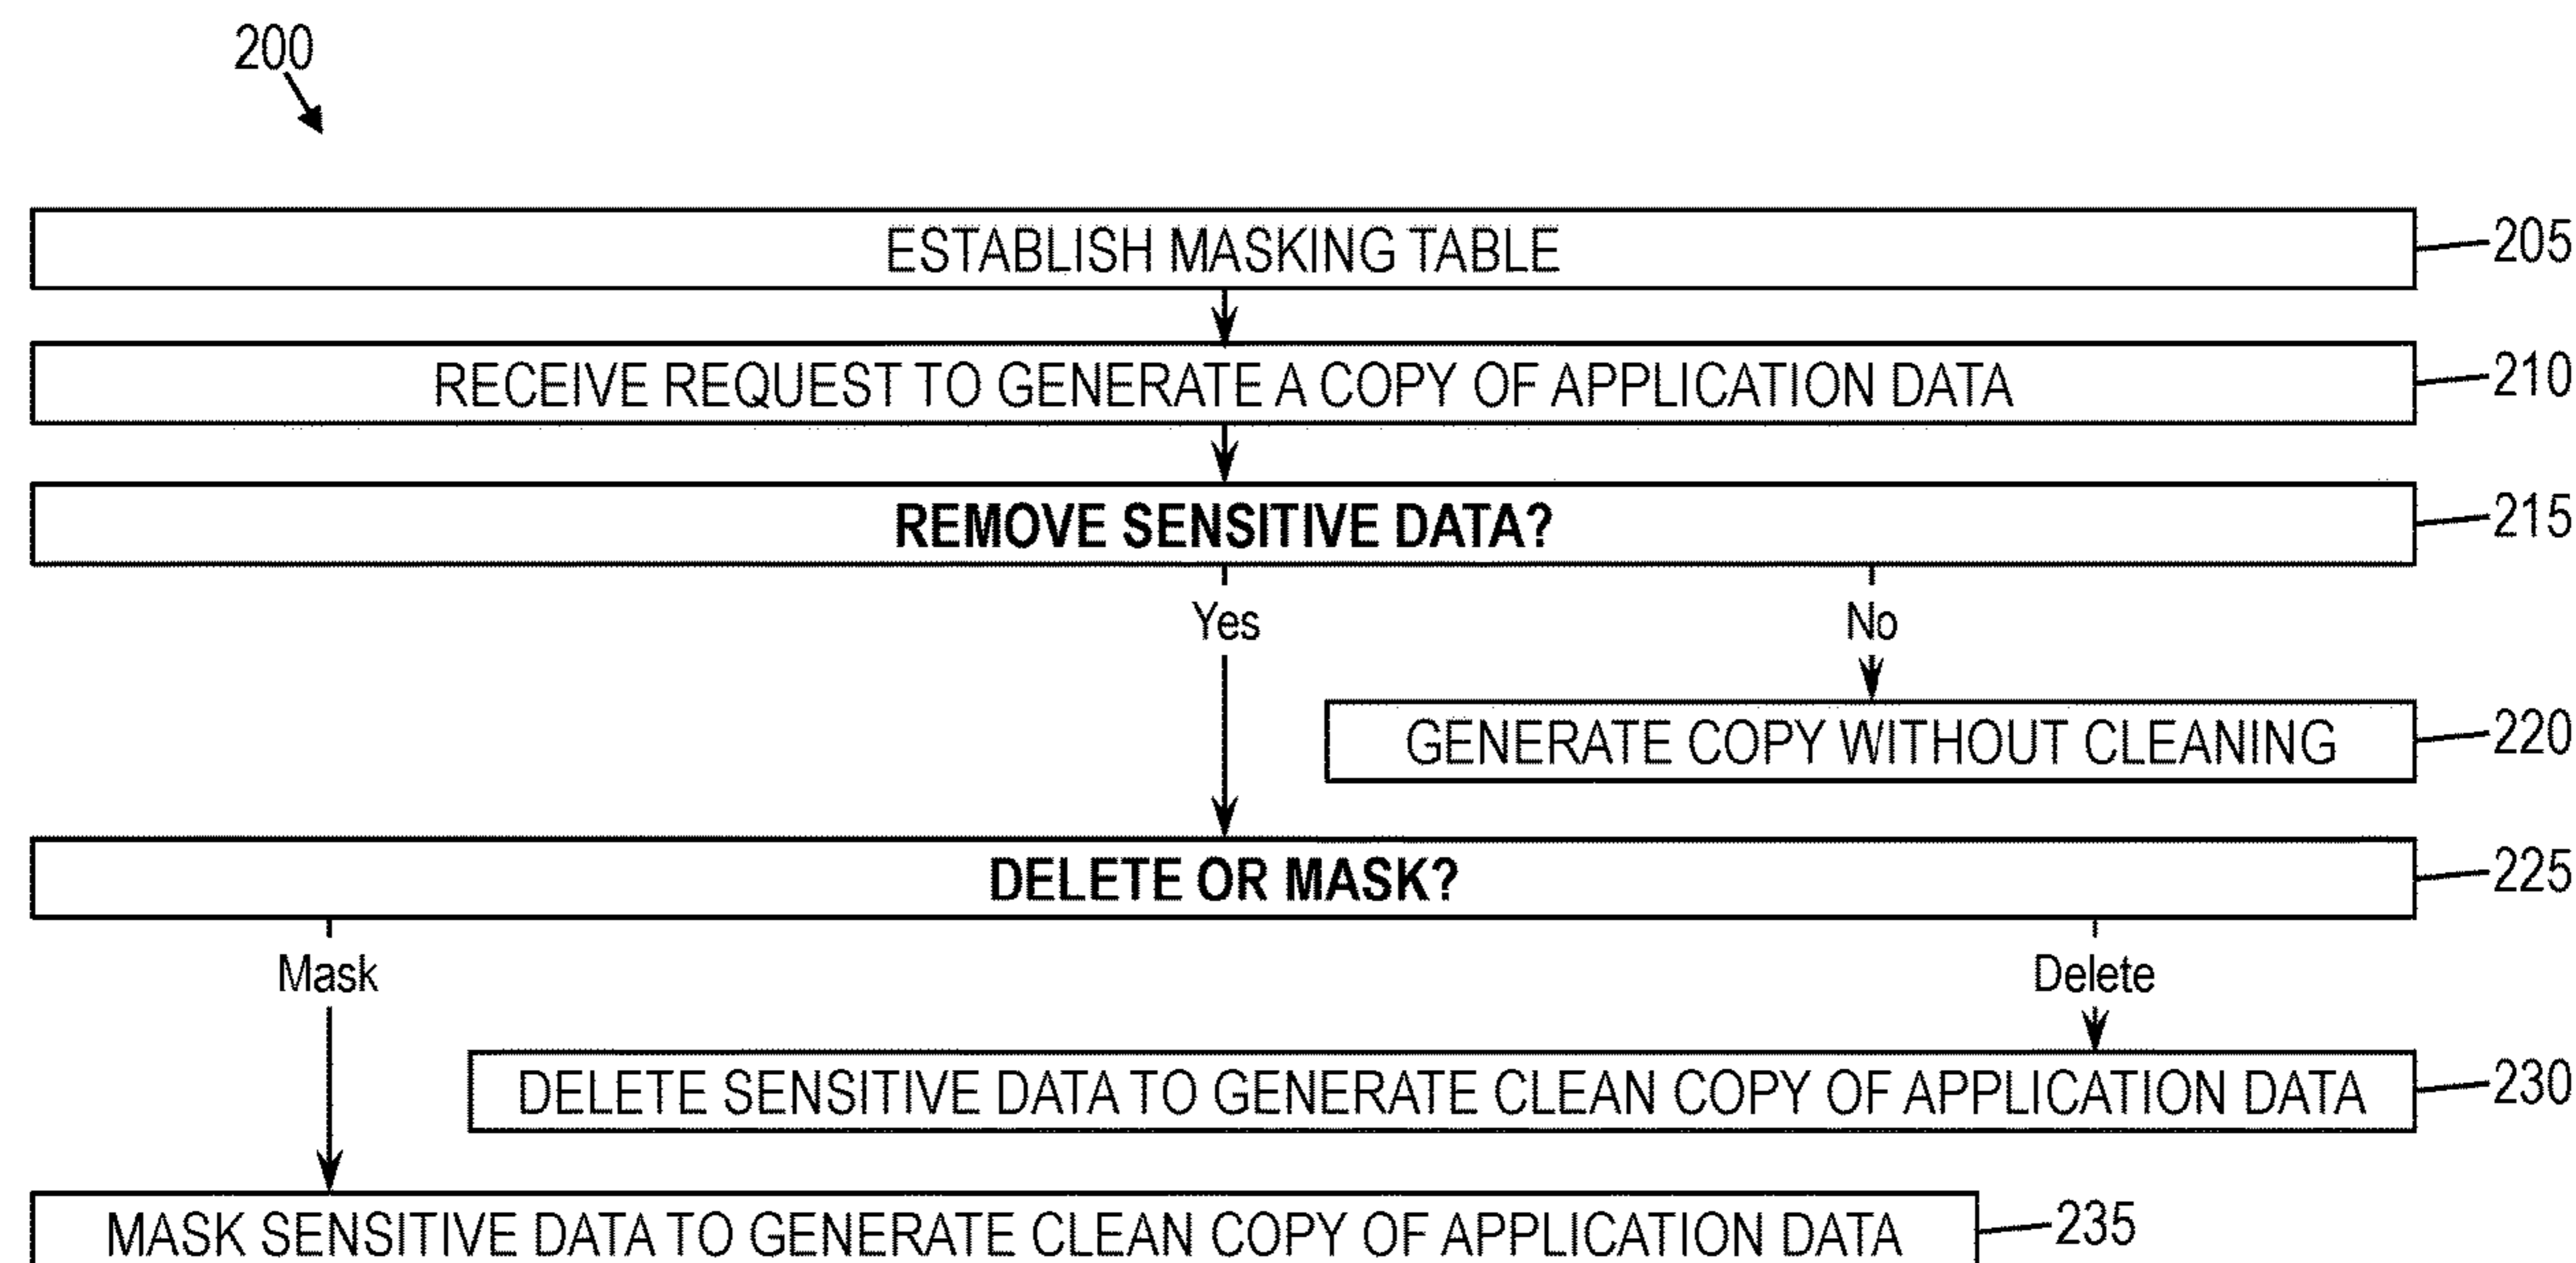 200
ESTABLISH MASKING TABLE
205
RECEIVE REQUEST TO GENERATE A COPY OF APPLICATION DATA
210
REMOVE SENSITIVE DATA?
215
Yes
No
GENERATE COPY WITHOUT CLEANING
220
DELETE OR MASK?
225
Mask
Delete
DELETE SENSITIVE DATA TO GENERATE CLEAN COPY OF APPLICATION DATA
230
MASK SENSITIVE DATA TO GENERATE CLEAN COPY OF APPLICATION DATA
235